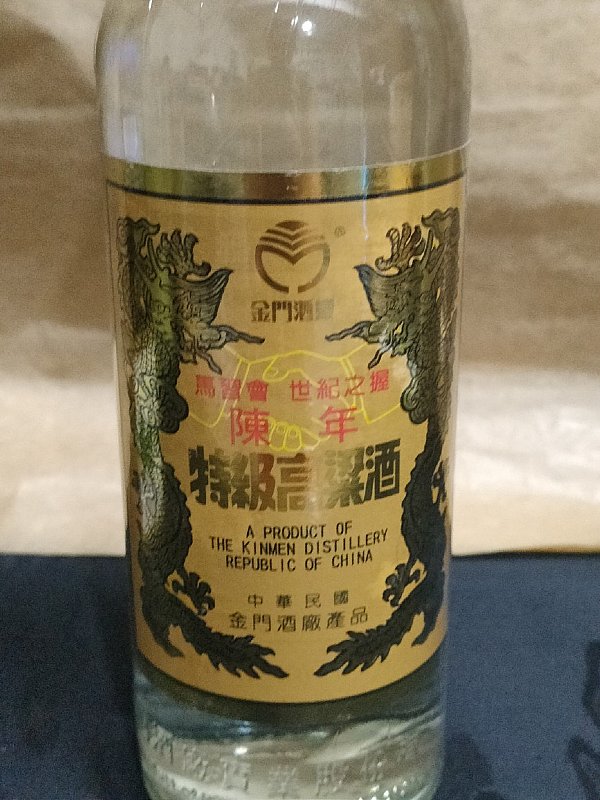 ®
金門酒廠
馬習會 世紀之握
陳 年
特級高粱酒
A PRODUCT OF
THE KINMEN DISTILLERY
REPUBLIC OF CHINA
中華民國
金門酒廠產品